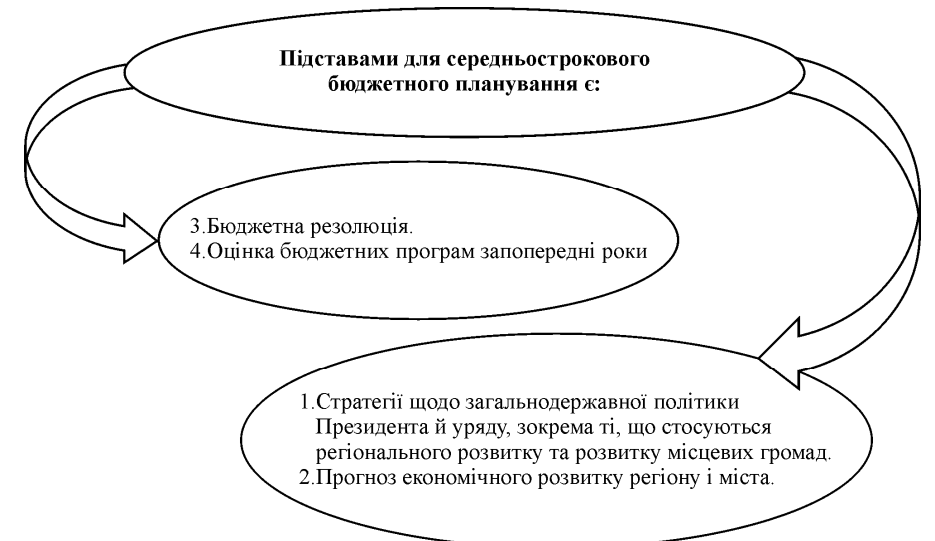 Підставами для середньострокового
бюджетного планування є:
3.Бюджетна резолюція.
4.Оцінка бюджетних програм запопередні роки
1.Стратегії щодо загальнодержавної політики
Президента й уряду, зокрема ті, що стосуються
регіонального розвитку та розвитку місцевих громад.
2.Прогноз економічного розвитку регіону і міста.